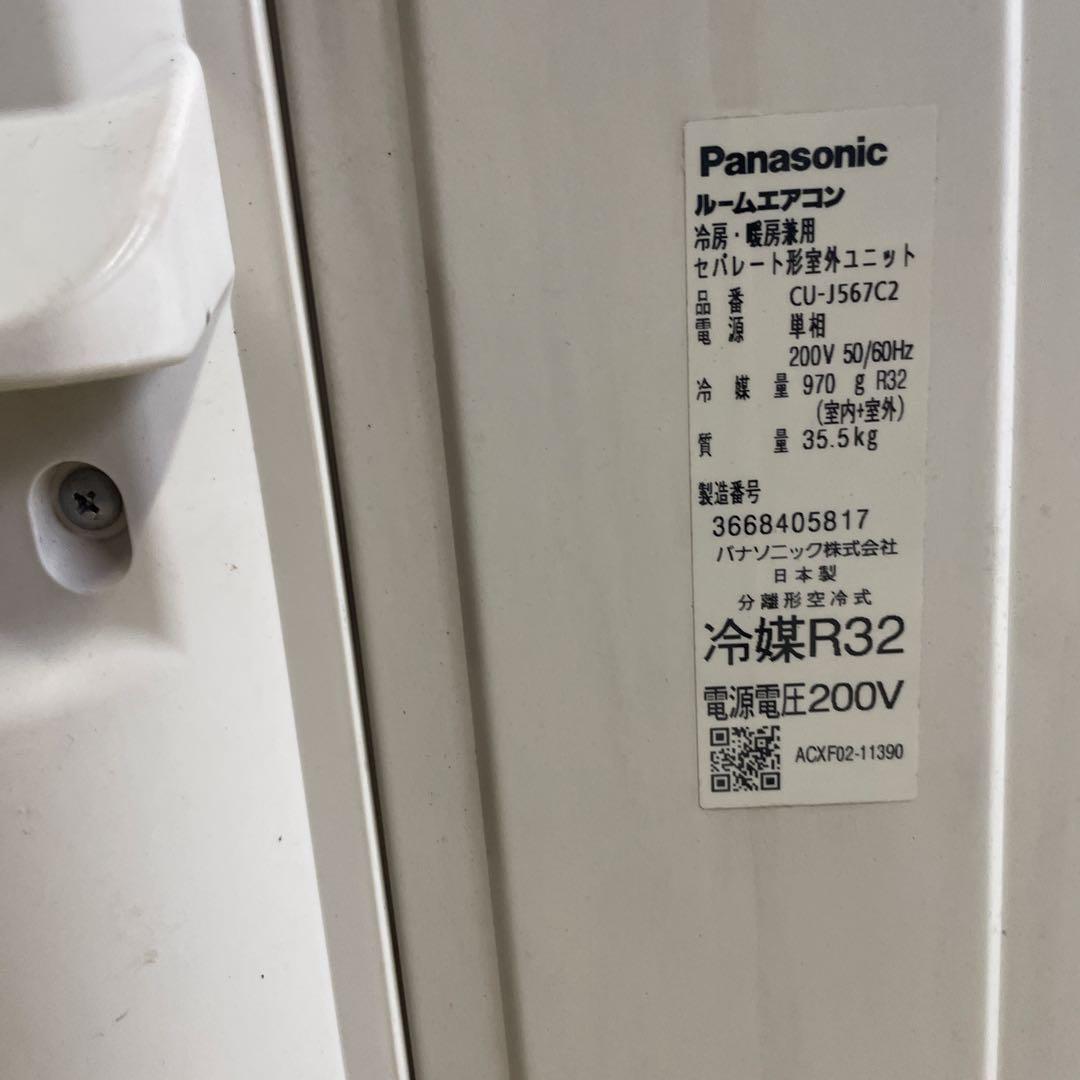 Panasonic
ルームエアコン
冷房・暖房兼用
セパレート形室外ユニット
品番 CU-J567C2
電源 単相
200V 50/60Hz
冷媒量 970 g R32
(室内+室外)
質量 35.5kg
製造番号
3668405817
パナソニック株式会社
日本製
分離形空冷式
冷媒R32
電源電圧200V
ACXF02-11390